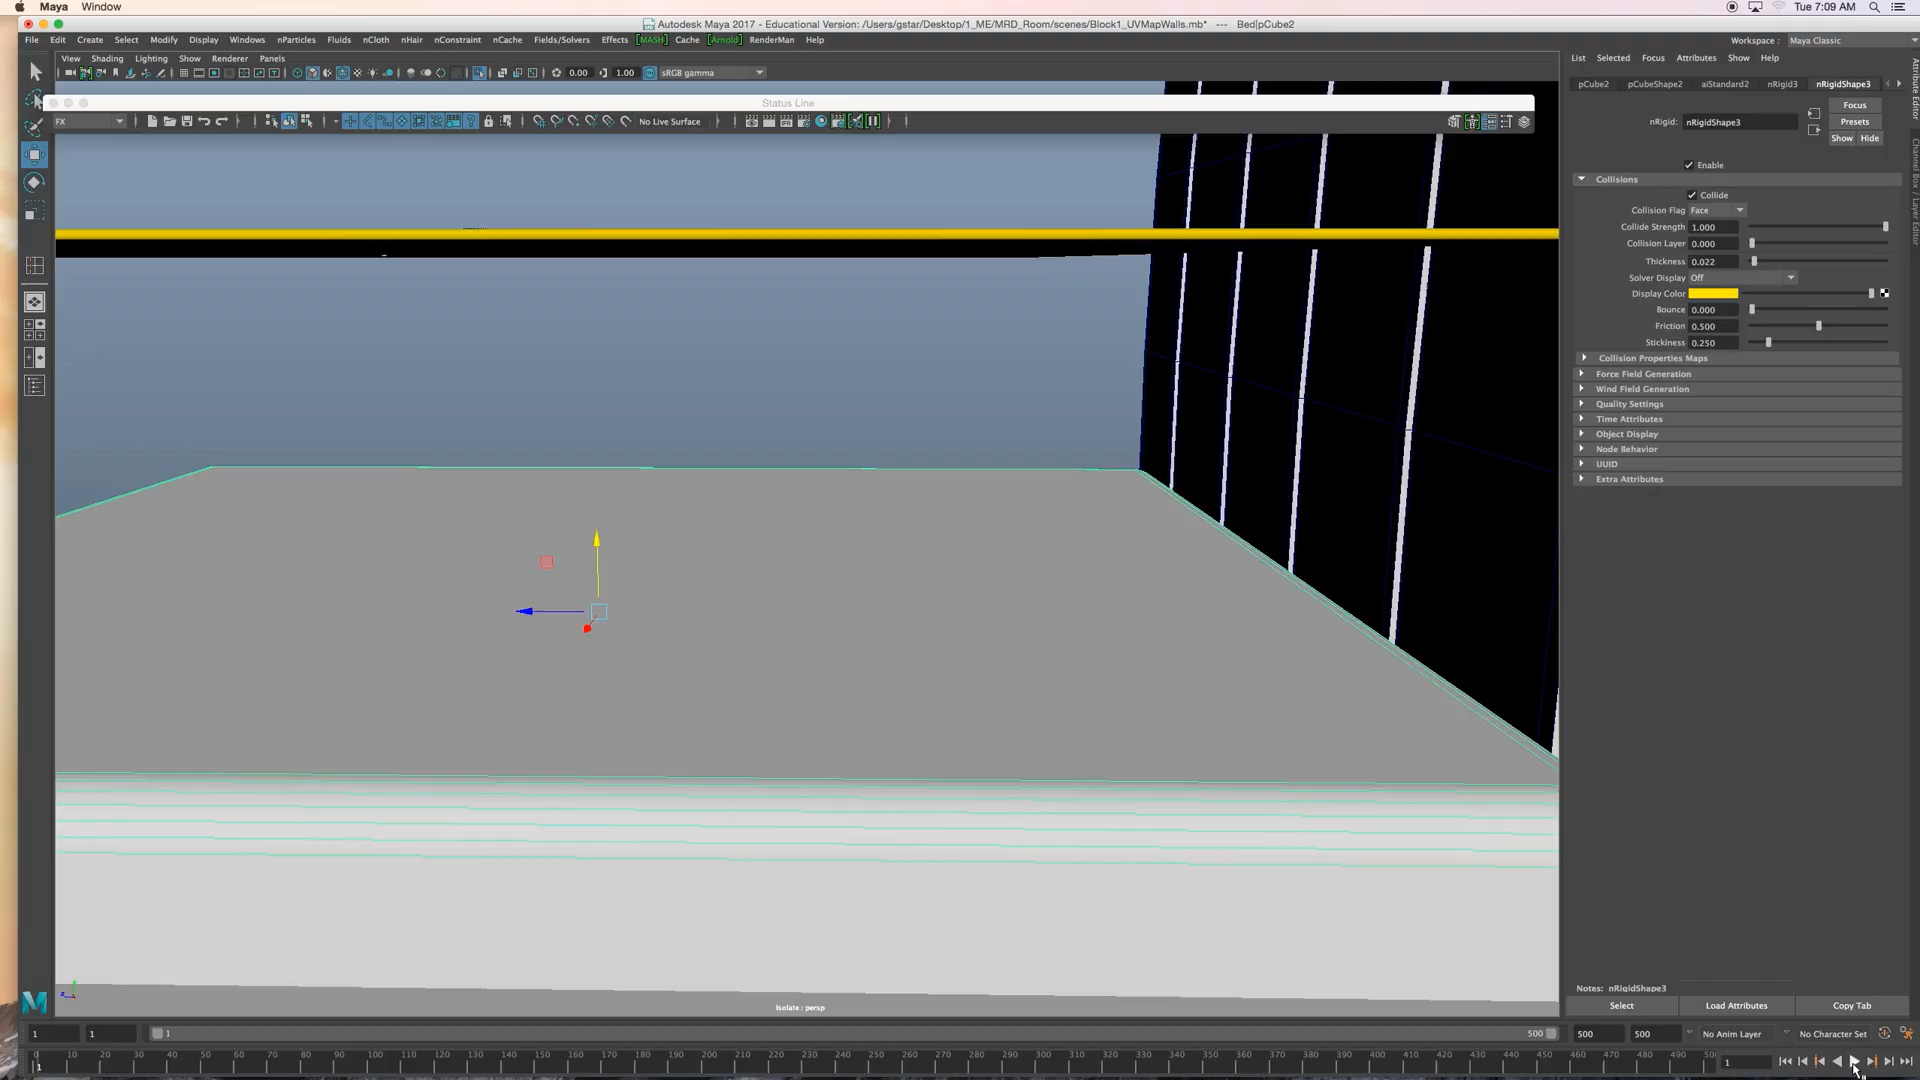 Maya Window Tue 7:09 AM
Autodesk Maya 2017 - Educational Version: /Users/gstar/Desktop/1_ME/MRD_Room/scenes/Block1_UVMapWalls.mb* --- Bed|pCube2
File Edit Create Select Modify Display Windows nParticles Fluids nCloth nHair nConstraint nCache Fields/Solvers Effects [MASH] Cache [Arnold] RenderMan Help Workspace : Maya Classic
View Shading Lighting Show Renderer Panels
0.00 1.00 sRGB gamma
Status Line
FX No Live Surface
List Selected Focus Attributes Show Help
pCube2 pCubeShape2 aiStandard2 nRigid3 nRigidShape3
Focus
nRigid: nRigidShape3 Presets
Show Hide
Enable
Collisions
Collide
Collision Flag Face
Collide Strength 1.000
Collision Layer 0.000
Thickness 0.022
Solver Display Off
Display Color
Bounce 0.000
Friction 0.500
Stickiness 0.250
Collision Properties Maps
Force Field Generation
Wind Field Generation
Quality Settings
Time Attributes
Object Display
Node Behavior
UUID
Extra Attributes
Attribute Editor
Channel Box / Layer Editor
Notes: nRigidShape3
Select Load Attributes Copy Tab
z
Isolate : persp
1 1 1 500 500 500 No Anim Layer No Character Set
0 10 20 30 40 50 60 70 80 90 100 110 120 130 140 150 160 170 180 190 200 210 220 230 240 250 260 270 280 290 300 310 320 330 340 350 360 370 380 390 400 410 420 430 440 450 460 470 480 490 50
1 1